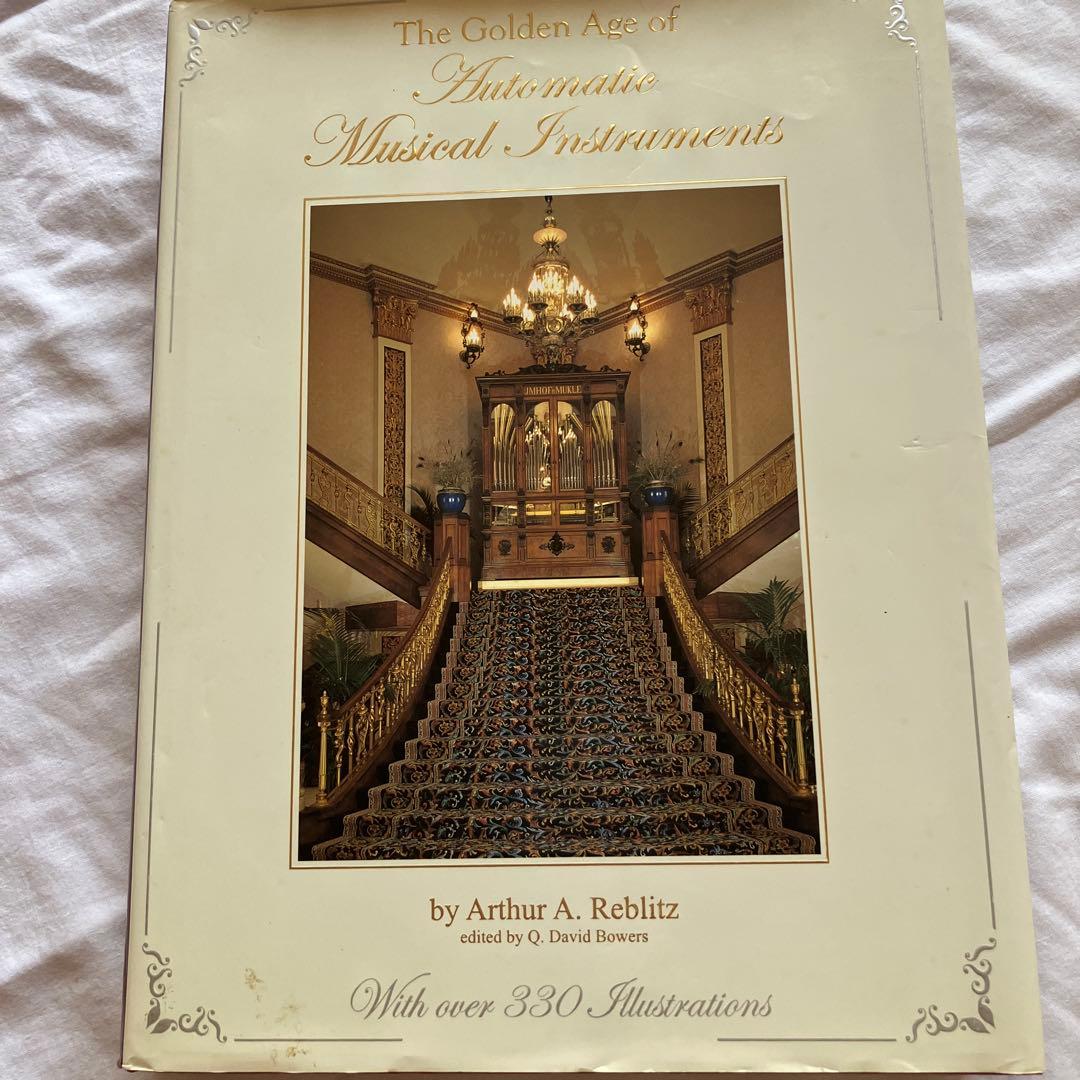 The Golden Age of
Automatic
Musical Instruments
IMHOF & MUKLE
by Arthur A. Reblitz
edited by Q. David Bowers
With over 330 Illustrations